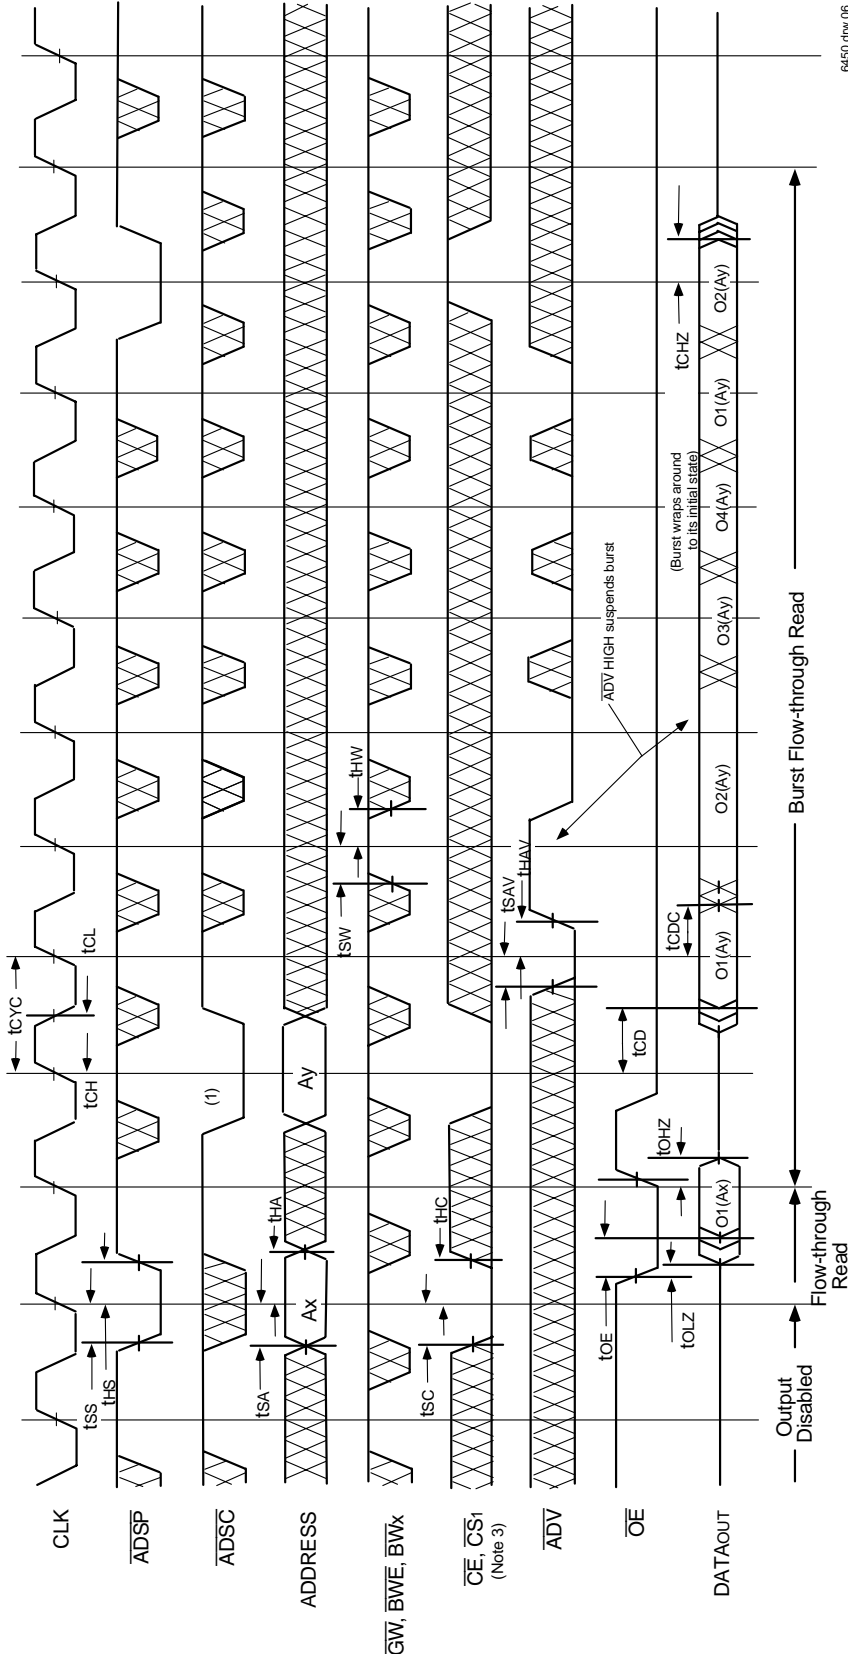 CLK
tCYC
tCH
tCL
tSS
tHS
ADSP
ADSC
(1)
ADDRESS
Ax
Ay
tSA
tHA
GW, BWE, BWx
tSW
tHW
CE, CS1
(Note 3)
tSC
tHC
ADV
tSAV
tHAV
ADV HIGH suspends burst
OE
tOE
tOHZ
tCD
tOLZ
tCDC
(Burst wraps around
to its initial state)
tCHZ
DATAOUT
O1(Ax)
O1(Ay)
O2(Ay)
O3(Ay)
O4(Ay)
O1(Ay)
O2(Ay)
Output
Disabled
Flow-through
Read
Burst Flow-through Read
6450 drw 06